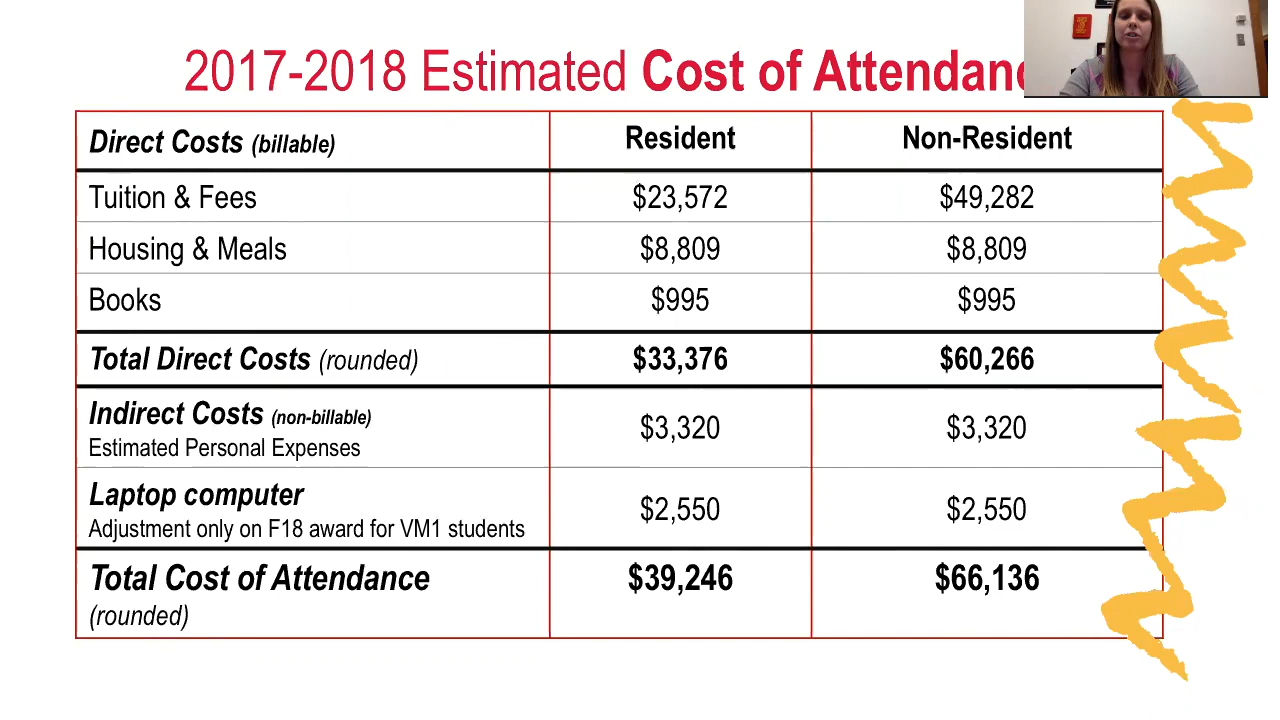 2017-2018 Estimated Cost of
Direct Costs (billable) Resident Non-Resident
Tuition & Fees $23,572 $49,282
Housing & Meals $8,809 $8,809
Books $995 $995
Total Direct Costs (rounded) $33,376 $60,266
Indirect Costs (non-billable)
Estimated Personal Expenses $3,320 $3,320
Laptop computer
Adjustment only on F18 award for VM1 students $2,550 $2,550
Total Cost of Attendance $39,246 $66,136
(rounded)